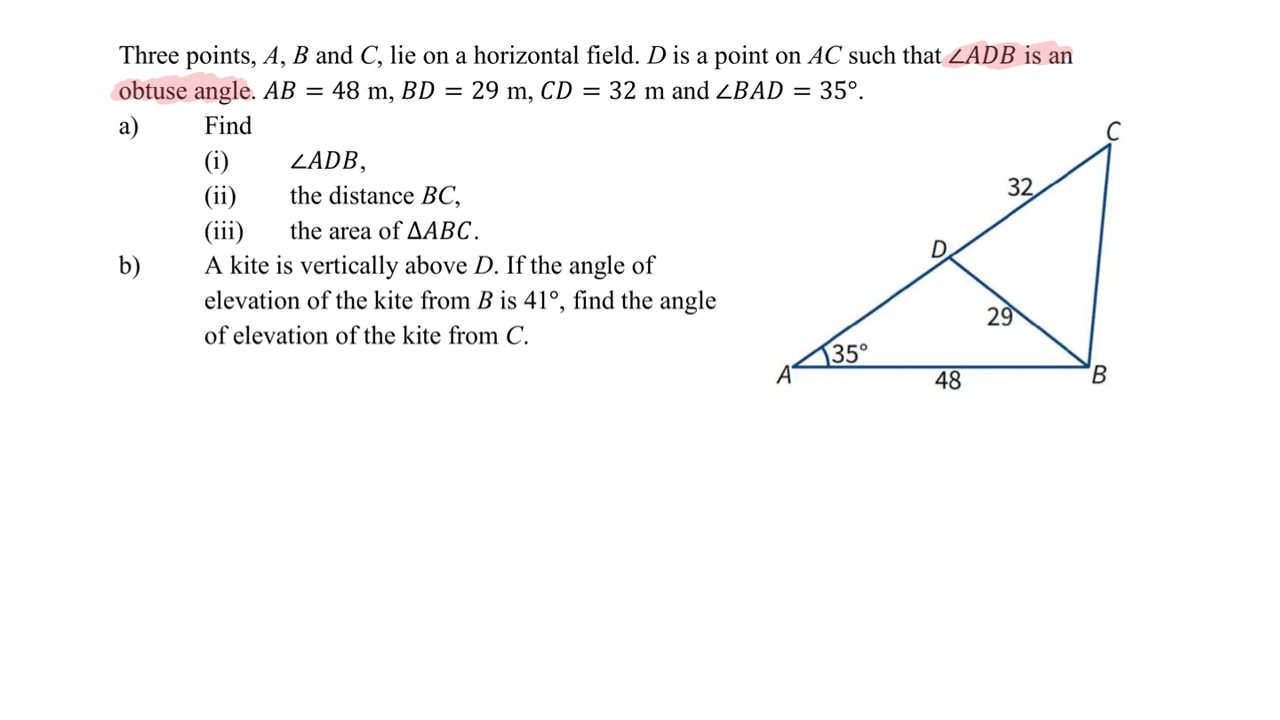 Three points, A, B and C, lie on a horizontal field. D is a point on AC such that ∠ADB is an
obtuse angle. AB = 48 m, BD = 29 m, CD = 32 m and ∠BAD = 35°.
a) Find
(i) ∠ADB,
(ii) the distance BC,
(iii) the area of ΔABC.
b) A kite is vertically above D. If the angle of
elevation of the kite from B is 41°, find the angle
of elevation of the kite from C.
C
32
D
29
35°
A
48
B